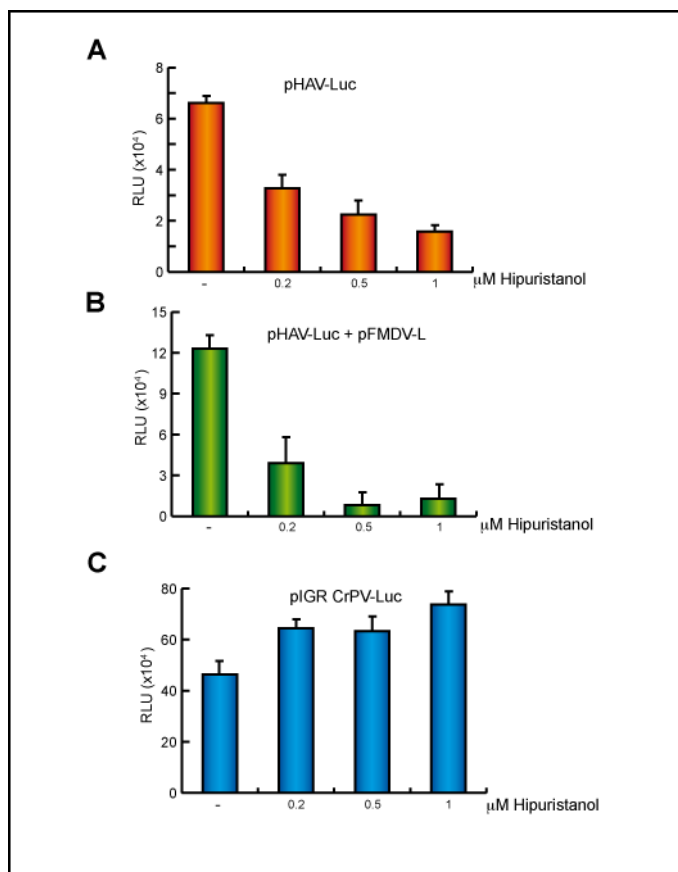 A
pHAV-Luc
RLU (x10⁴)
8
6
4
2
0
– 0.2 0.5 1 μM Hipuristanol
B
pHAV-Luc + pFMDV-L
RLU (x10⁴)
15
12
9
6
3
0
– 0.2 0.5 1 μM Hipuristanol
C
pIGR CrPV-Luc
RLU (x10⁴)
80
60
40
20
0
– 0.2 0.5 1 μM Hipuristanol